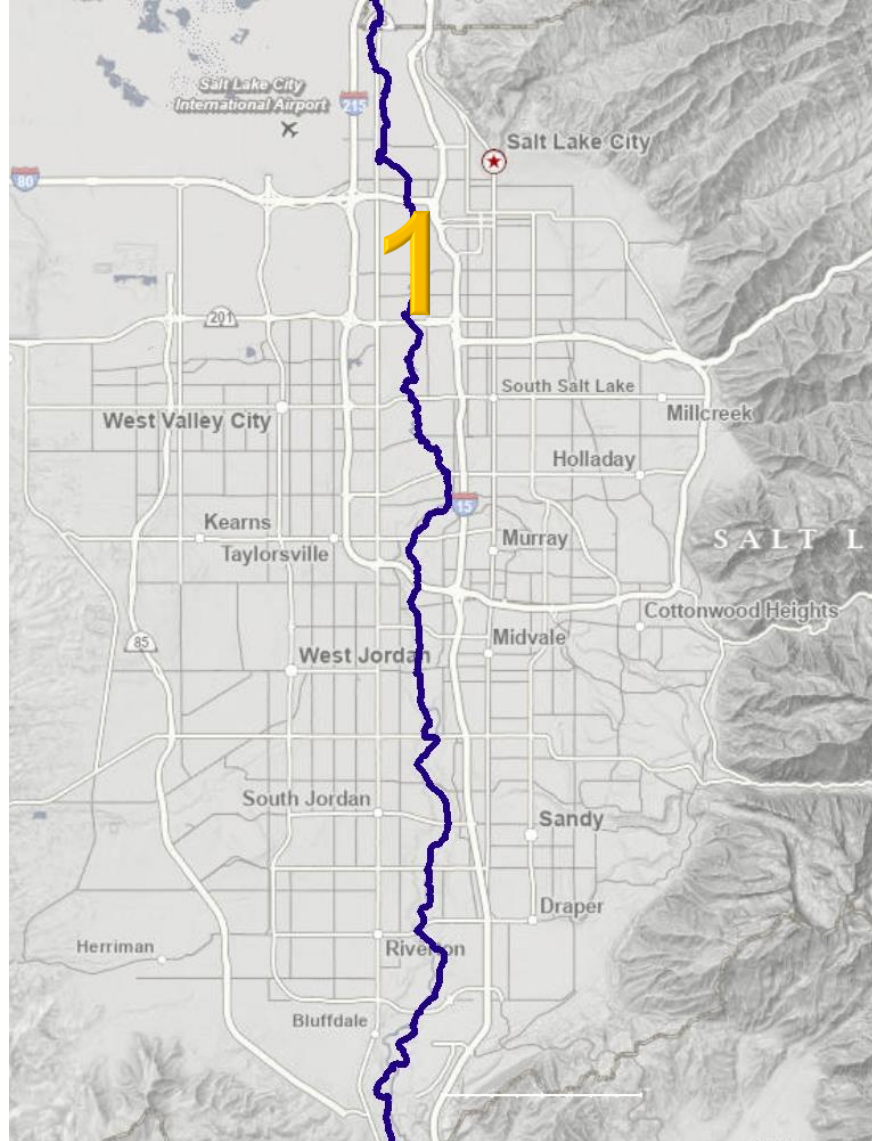 Salt Lake City
International Airport
215
Salt Lake City
80
1
201
South Salt Lake
West Valley City
Millcreek
Holladay
15
Kearns
Murray
SALT L
Taylorsville
Cottonwood Heights
85
Midvale
West Jordan
South Jordan
Sandy
Draper
Herriman
Riverton
Bluffdale